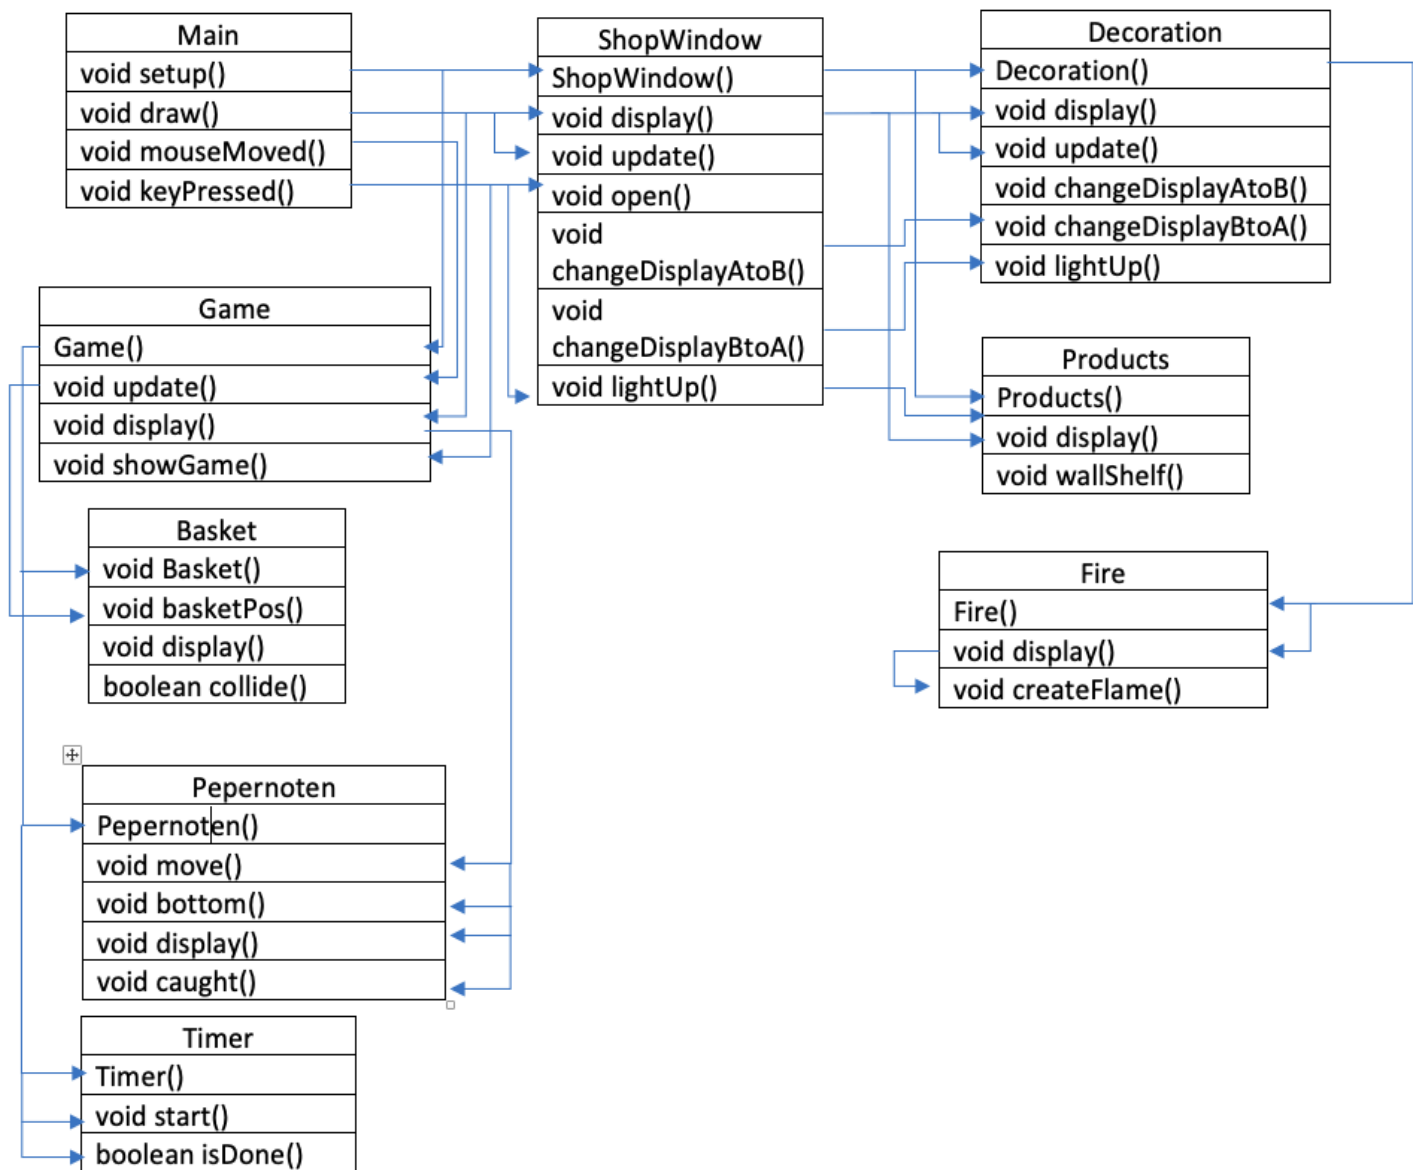 Main
void setup()
void draw()
void mouseMoved()
void keyPressed()
ShopWindow
ShopWindow()
void display()
void update()
void open()
void
changeDisplayAtoB()
void
changeDisplayBtoA()
void lightUp()
Decoration
Decoration()
void display()
void update()
void changeDisplayAtoB()
void changeDisplayBtoA()
void lightUp()
Game
Game()
void update()
void display()
void showGame()
Products
Products()
void display()
void wallShelf()
Basket
void Basket()
void basketPos()
void display()
boolean collide()
Fire
Fire()
void display()
void createFlame()
Pepernoten
Pepernoten()
void move()
void bottom()
void display()
void caught()
Timer
Timer()
void start()
boolean isDone()